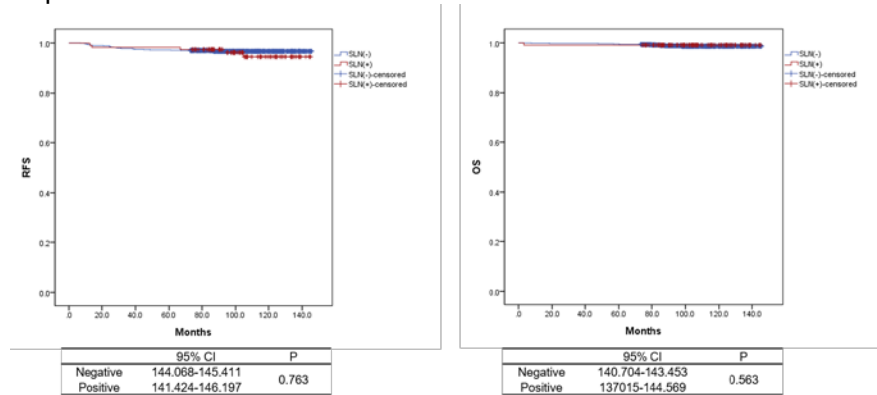 1.0
0.8
0.6
0.4
0.2
0.0
RFS
.0 20.0 40.0 60.0 80.0 100.0 120.0 140.0
Months
SLN(-)
SLN(+)
SLN(-)-censored
SLN(+)-censored
95% CI P
Negative 144.068-145.411
0.763
Positive 141.424-146.197
1.0
0.8
0.6
0.4
0.2
0.0
OS
.0 20.0 40.0 60.0 80.0 100.0 120.0 140.0
Months
SLN(-)
SLN(+)
SLN(-)-censored
SLN(+)-censored
95% CI P
Negative 140.704-143.453
0.563
Positive 137015-144.569